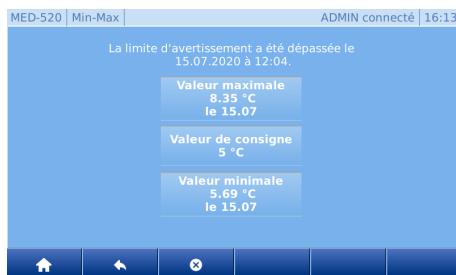 MED-520 Min-Max ADMIN connecté 16:13
La limite d'avertissement a été dépassée le
15.07.2020 à 12:04.
Valeur maximale
8.35 °C
le 15.07
Valeur de consigne
5 °C
Valeur minimale
5.69 °C
le 15.07